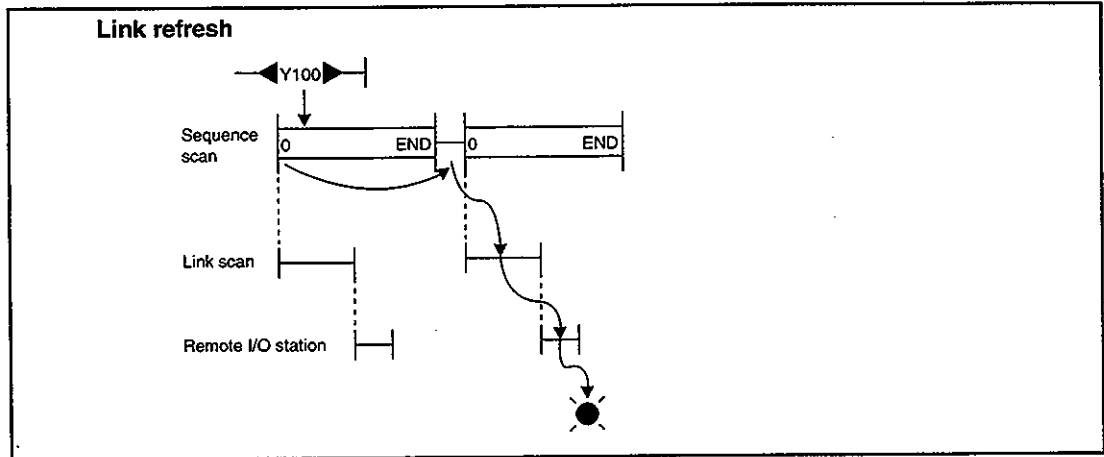 Link refresh
Y100
Sequence
scan
0 END 0 END
Link scan
Remote I/O station